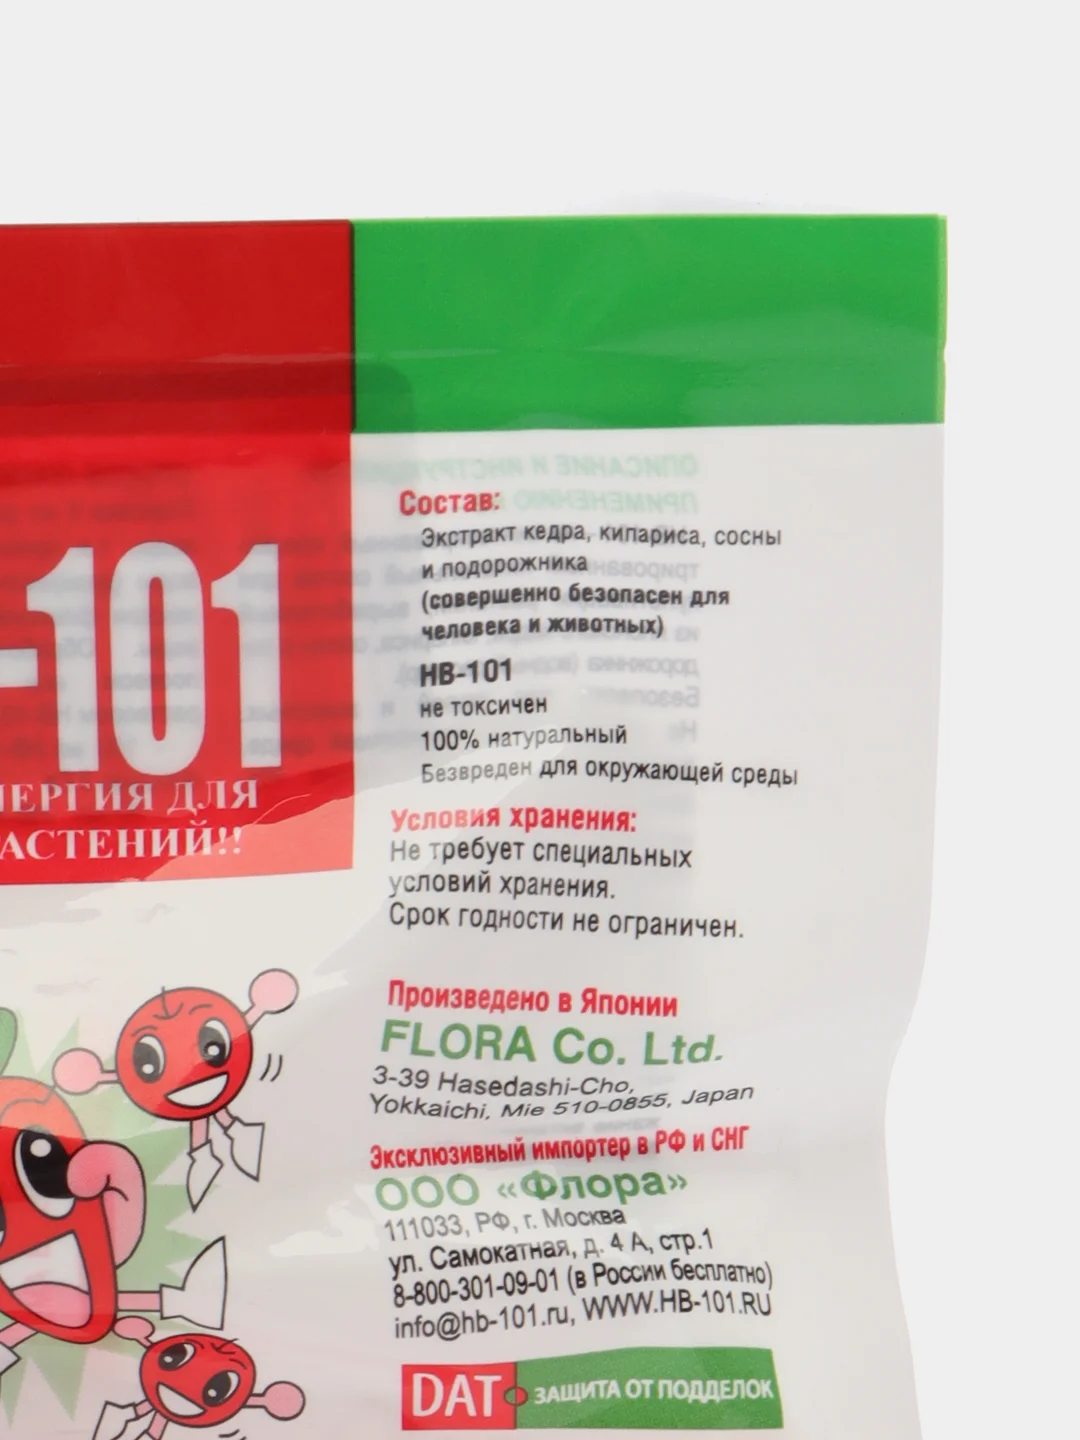 -101
НЕРГИЯ ДЛЯ
АСТЕНИЙ!!
Состав:
Экстракт кедра, кипариса, сосны
и подорожника
(совершенно безопасен для
человека и животных)
НВ-101
не токсичен
100% натуральный
Безвреден для окружающей среды
Условия хранения:
Не требует специальных
условий хранения.
Срок годности не ограничен.
Произведено в Японии
FLORA Co. Ltd.
3-39 Hasedashi-Cho,
Yokkaichi, Mie 510-0855, Japan
Эксклюзивный импортер в РФ и СНГ
ООО «Флора»
111033, РФ, г. Москва
ул. Самокатная, д. 4 А, стр.1
8-800-301-09-01 (в России бесплатно)
info@hb-101.ru, WWW.HB-101.RU
DAT ЗАЩИТА ОТ ПОДДЕЛОК